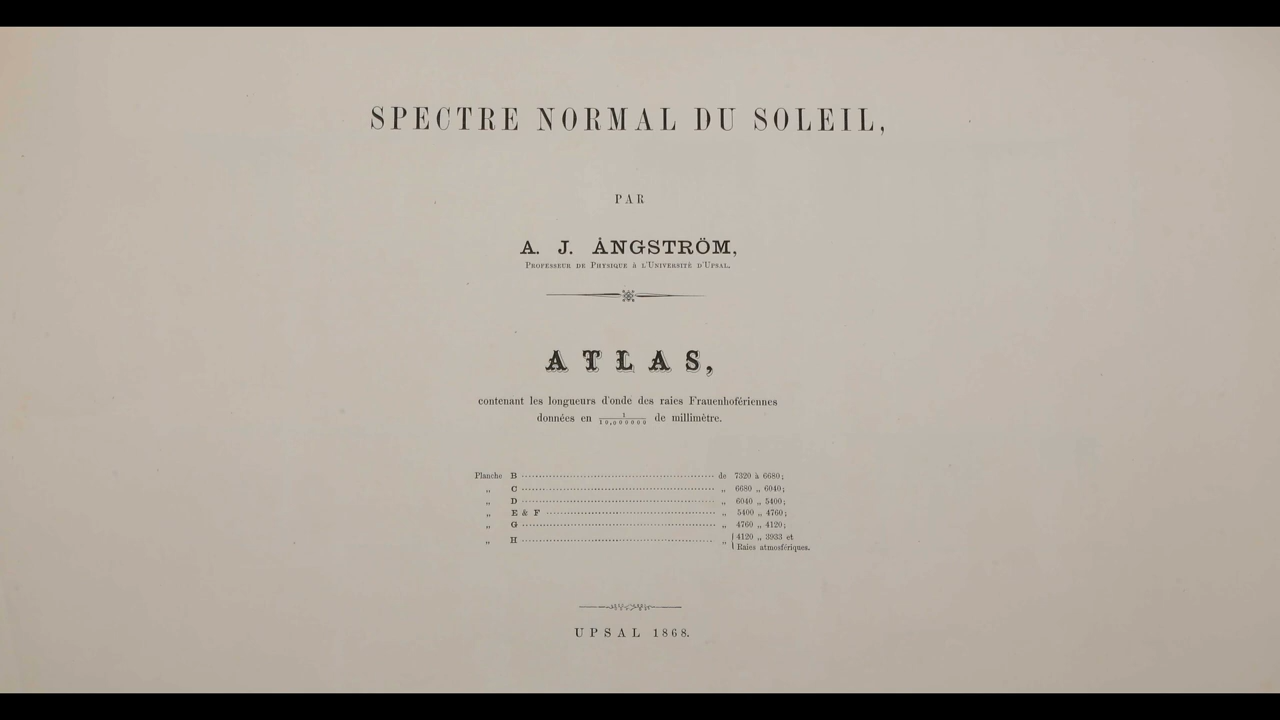 SPECTRE NORMAL DU SOLEIL,
PAR
A. J. ÅNGSTRÖM,
Professeur de Physique à l'Université d'Upsal.
ATLAS,
contenant les longueurs d'onde des raies Frauenhofériennes
données en 1/10.000000 de millimètre.
Planche B de 7320 à 6680;
„ C „ 6680 „ 6040;
„ D „ 6040 „ 5400;
„ E & F „ 5400 „ 4760;
„ G „ 4760 „ 4120;
„ H „ 4120 „ 3933 et
Raies atmosfériques.
UPSAL 1868.